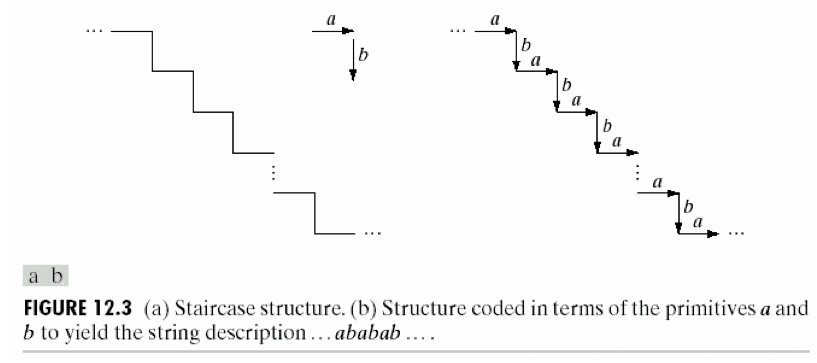 ... a ... a
b b
a
b
a
b
a
⋮ ⋮ a
b
... a ...
a b
FIGURE 12.3 (a) Staircase structure. (b) Structure coded in terms of the primitives a and
b to yield the string description ... ababab ... .